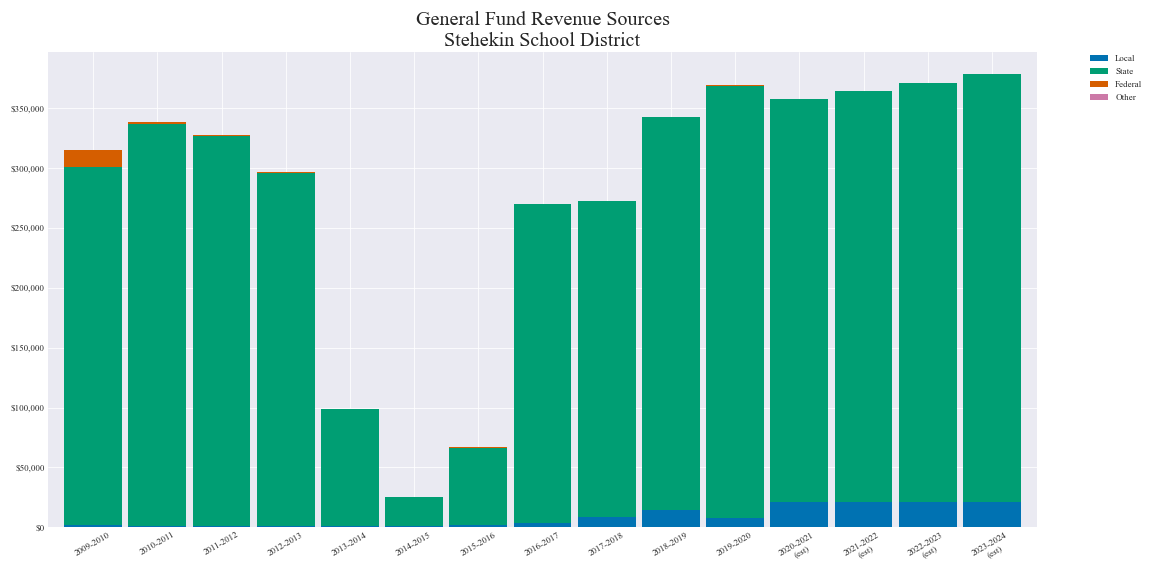 General Fund Revenue Sources
Stehekin School District
Local
State
Federal
Other
$350,000
$300,000
$250,000
$200,000
$150,000
$100,000
$50,000
$0
2009-2010
2010-2011
2011-2012
2012-2013
2013-2014
2014-2015
2015-2016
2016-2017
2017-2018
2018-2019
2019-2020
2020-2021
(est)
2021-2022
(est)
2022-2023
(est)
2023-2024
(est)